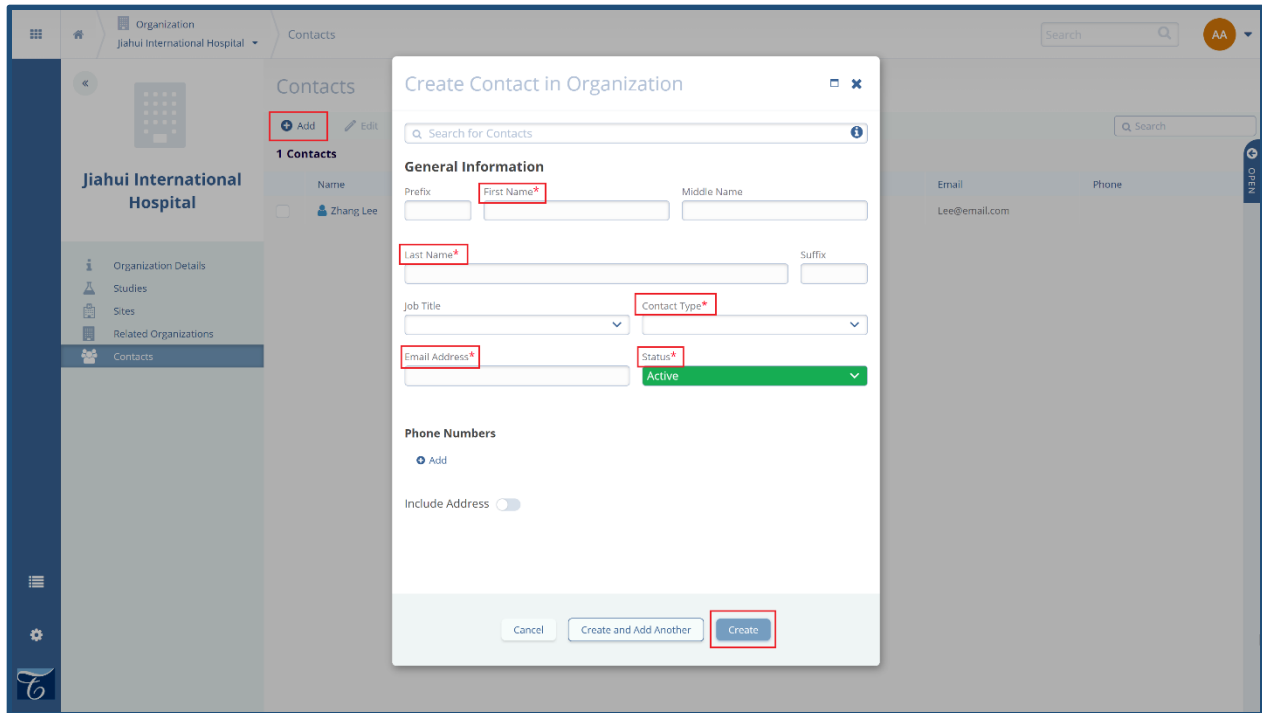 Organization
Jiahui International Hospital
Contacts
Search
AA
Jiahui International
Hospital
Organization Details
Studies
Sites
Related Organizations
Contacts
Contacts
Add
Edit
Search
1 Contacts
Name
Email
Phone
Zhang Lee
Lee@email.com
OPEN
Create Contact in Organization
Search for Contacts
General Information
Prefix
First Name*
Middle Name
Last Name*
Suffix
Job Title
Contact Type*
Email Address*
Status*
Active
Phone Numbers
Add
Include Address
Cancel
Create and Add Another
Create